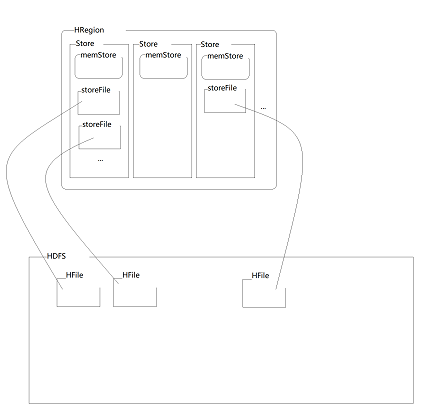 HRegion
Store
Store
Store
memStore
memStore
memStore
storeFile
storeFile
...
storeFile
...
HDFS
HFile
HFile
HFile